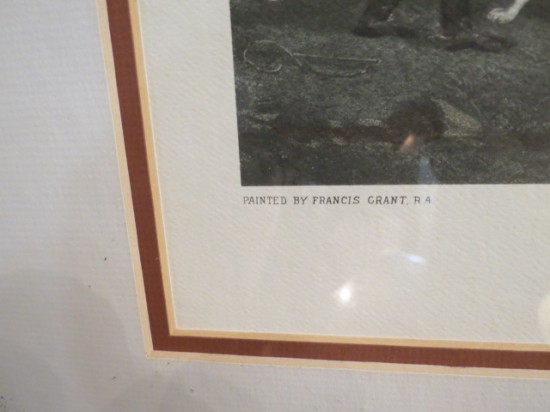 PAINTED BY FRANCIS GRANT, R.A